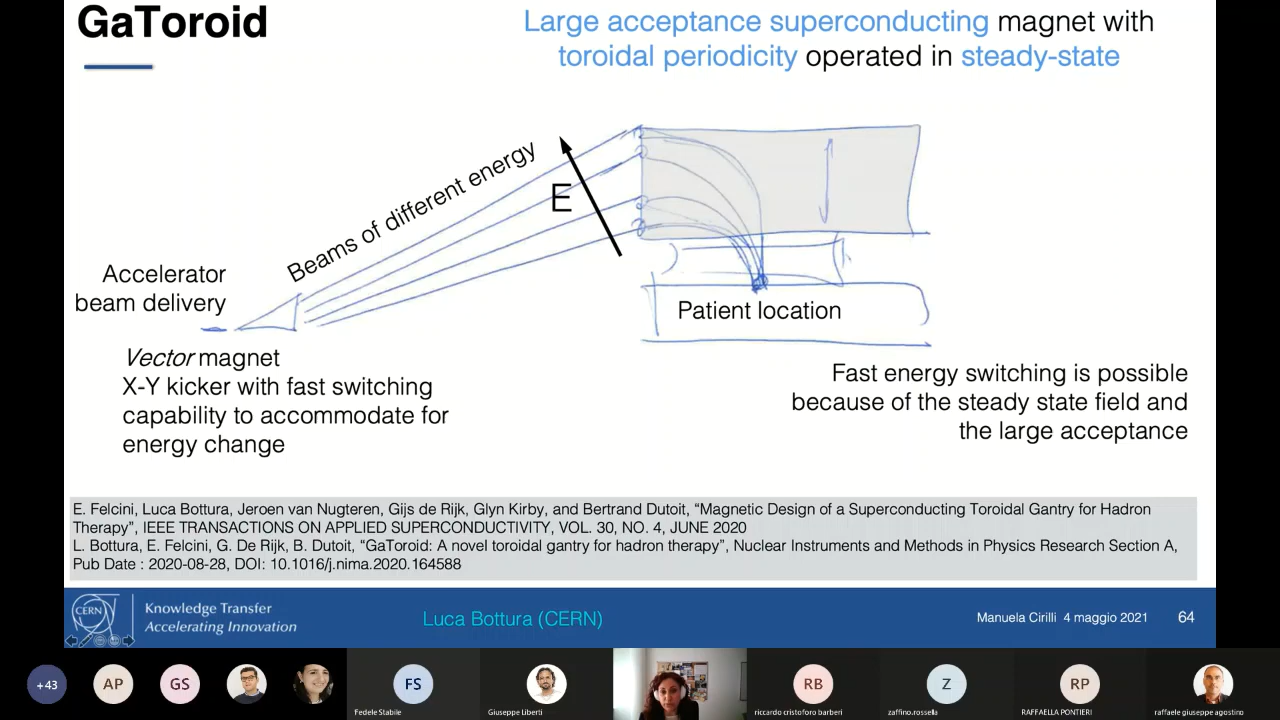 GaToroid
Large acceptance superconducting magnet with
toroidal periodicity operated in steady-state
Beams of different energy
E
Accelerator
beam delivery
Patient location
Vector magnet
X-Y kicker with fast switching
capability to accommodate for
energy change
Fast energy switching is possible
because of the steady state field and
the large acceptance
E. Felcini, Luca Bottura, Jeroen van Nugteren, Gijs de Rijk, Glyn Kirby, and Bertrand Dutoit, “Magnetic Design of a Superconducting Toroidal Gantry for Hadron
Therapy”, IEEE TRANSACTIONS ON APPLIED SUPERCONDUCTIVITY, VOL. 30, NO. 4, JUNE 2020
L. Bottura, E. Felcini, G. De Rijk, B. Dutoit, “GaToroid: A novel toroidal gantry for hadron therapy”, Nuclear Instruments and Methods in Physics Research Section A,
Pub Date : 2020-08-28, DOI: 10.1016/j.nima.2020.164588
CERN
Knowledge Transfer
Accelerating Innovation
Luca Bottura (CERN)
Manuela Cirilli 4 maggio 2021
64
+43
AP
GS
FS
RB
Z
RP
Fedele Stabile
Giuseppe Liberti
riccardo cristoforo barberi
zaffino.rossella
RAFFAELLA PONTIERI
raffaele giuseppe agostino